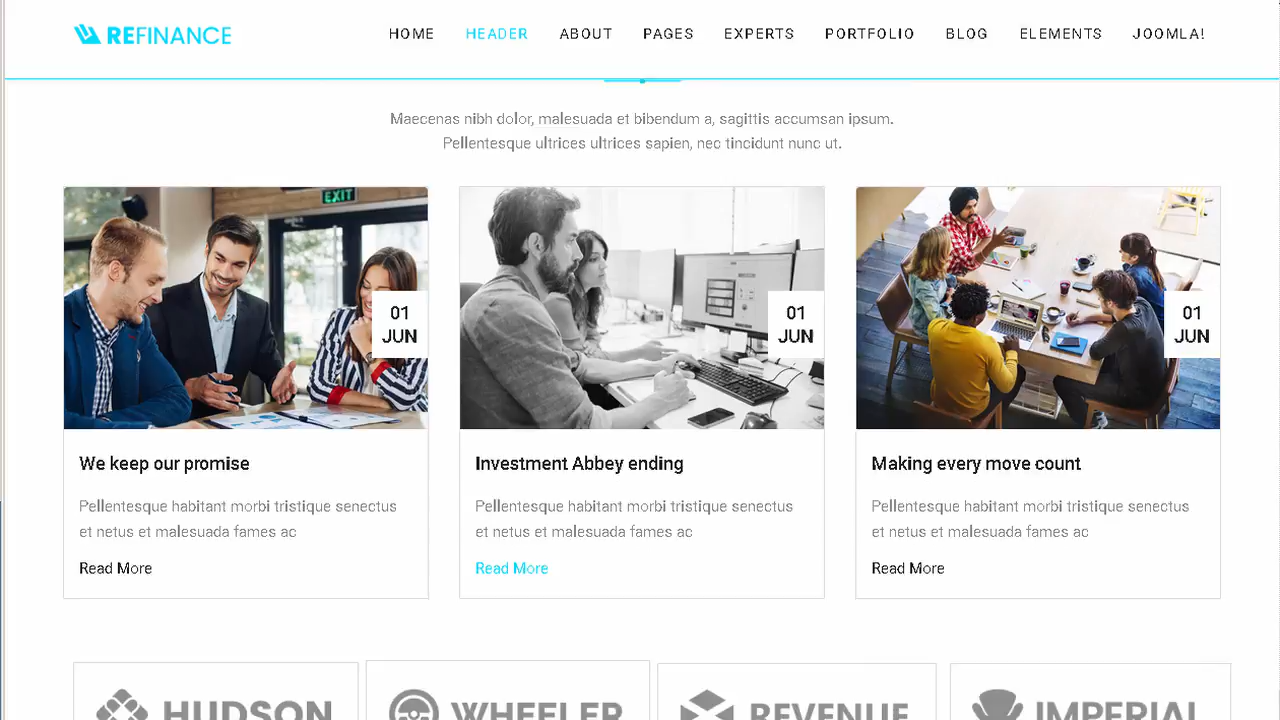 REFINANCE
HOME HEADER ABOUT PAGES EXPERTS PORTFOLIO BLOG ELEMENTS JOOMLA!
Maecenas nibh dolor, malesuada et bibendum a, sagittis accumsan ipsum.
Pellentesque ultrices ultrices sapien, nec tincidunt nunc ut.
EXIT
01
JUN
We keep our promise
Pellentesque habitant morbi tristique senectus
et netus et malesuada fames ac
Read More
01
JUN
Investment Abbey ending
Pellentesque habitant morbi tristique senectus
et netus et malesuada fames ac
Read More
01
JUN
Making every move count
Pellentesque habitant morbi tristique senectus
et netus et malesuada fames ac
Read More
HUDSON
WHEELER
REVENUE
IMPERIAL